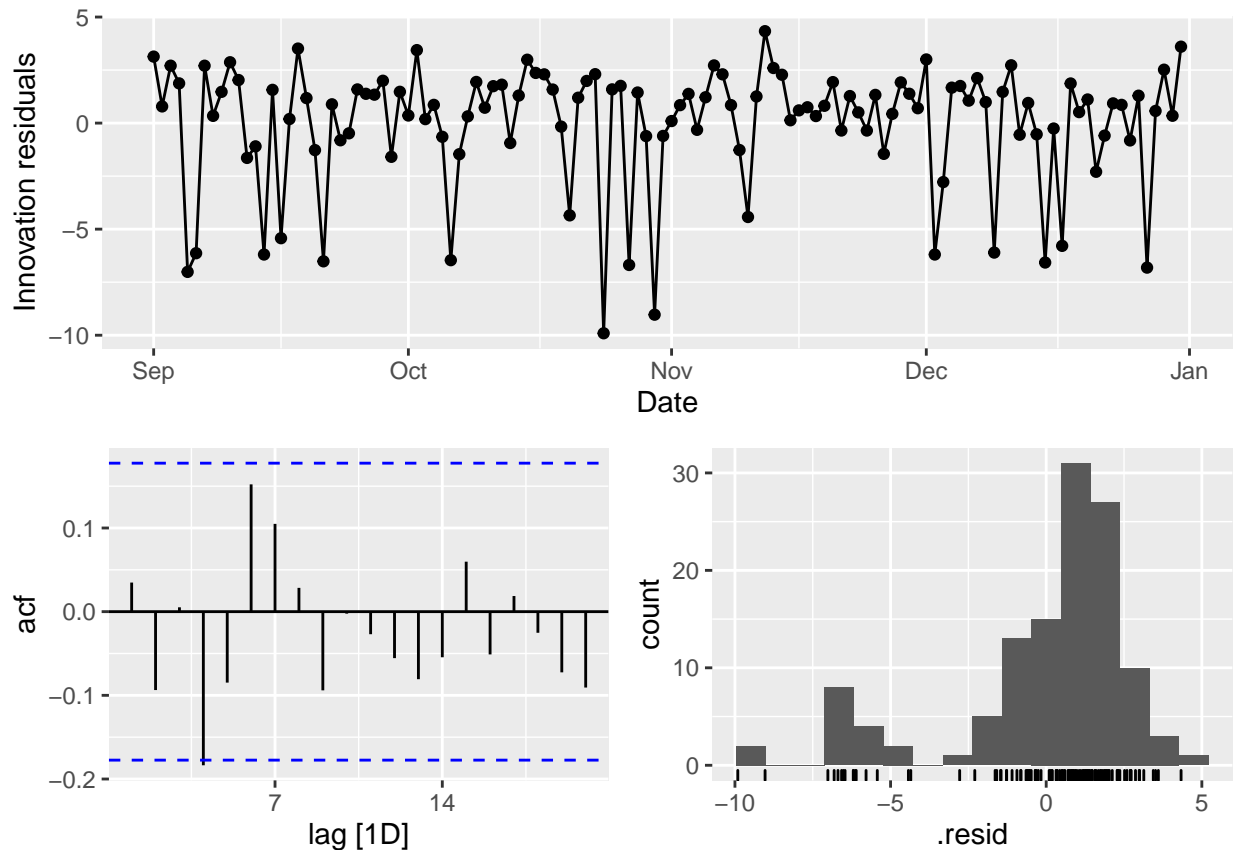 Innovation residuals
5
0
−5
−10
Sep
Oct
Nov
Dec
Jan
Date
acf
0.1
0.0
−0.1
−0.2
7
14
lag [1D]
count
30
20
10
0
−10
−5
0
5
.resid